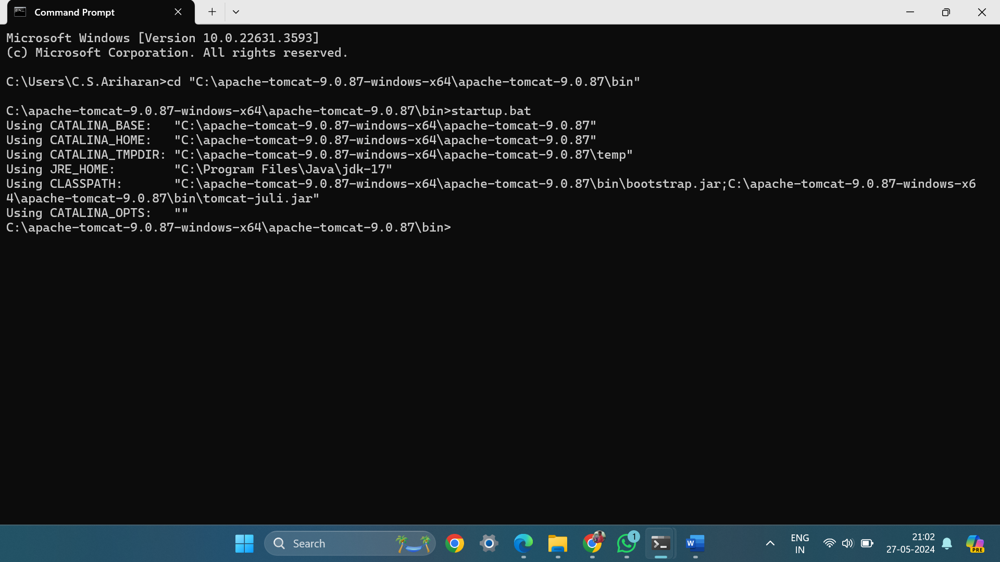 Command Prompt
Microsoft Windows [Version 10.0.22631.3593]
(c) Microsoft Corporation. All rights reserved.
C:\Users\C.S.Ariharan>cd "C:\apache-tomcat-9.0.87-windows-x64\apache-tomcat-9.0.87\bin"
C:\apache-tomcat-9.0.87-windows-x64\apache-tomcat-9.0.87\bin>startup.bat
Using CATALINA_BASE:   "C:\apache-tomcat-9.0.87-windows-x64\apache-tomcat-9.0.87"
Using CATALINA_HOME:   "C:\apache-tomcat-9.0.87-windows-x64\apache-tomcat-9.0.87"
Using CATALINA_TMPDIR: "C:\apache-tomcat-9.0.87-windows-x64\apache-tomcat-9.0.87\temp"
Using JRE_HOME:        "C:\Program Files\Java\jdk-17"
Using CLASSPATH:       "C:\apache-tomcat-9.0.87-windows-x64\apache-tomcat-9.0.87\bin\bootstrap.jar;C:\apache-tomcat-9.0.87-windows-x6
4\apache-tomcat-9.0.87\bin\tomcat-juli.jar"
Using CATALINA_OPTS:   ""
C:\apache-tomcat-9.0.87-windows-x64\apache-tomcat-9.0.87\bin>
Search
1
W
ENG
IN
21:02
27-05-2024
PRE